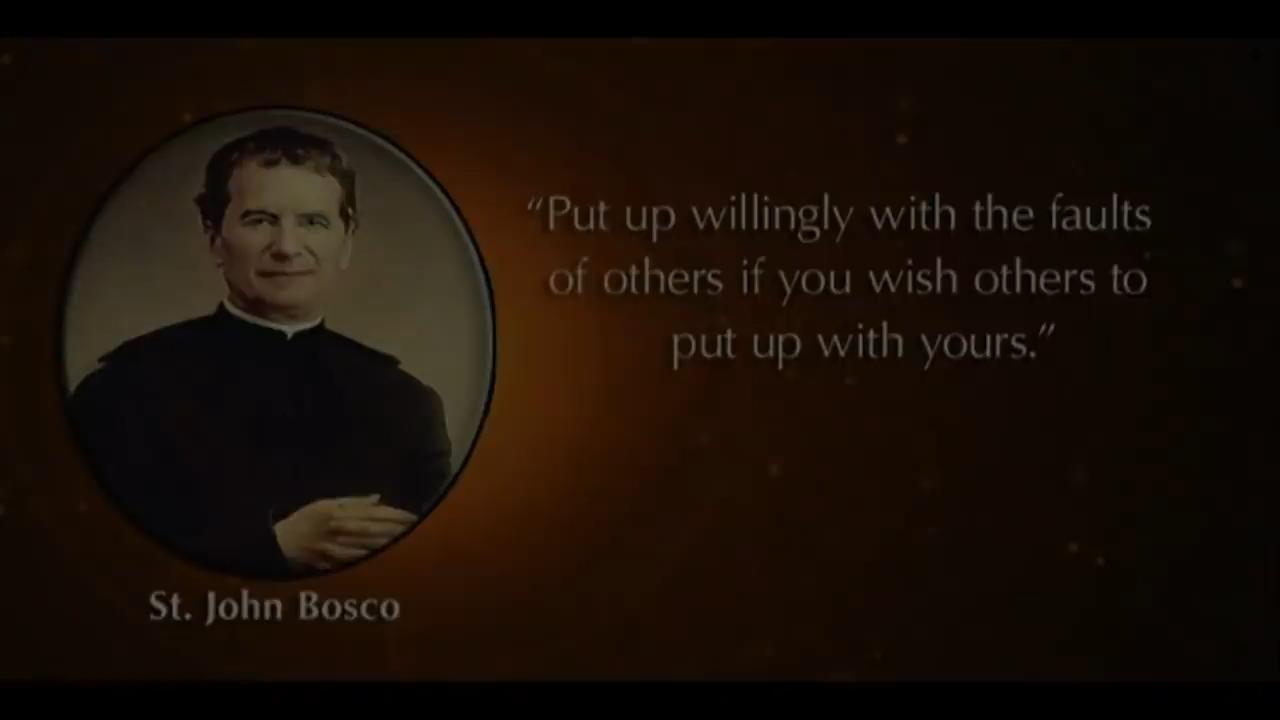 “Put up willingly with the faults
of others if you wish others to
put up with yours.”
St. John Bosco